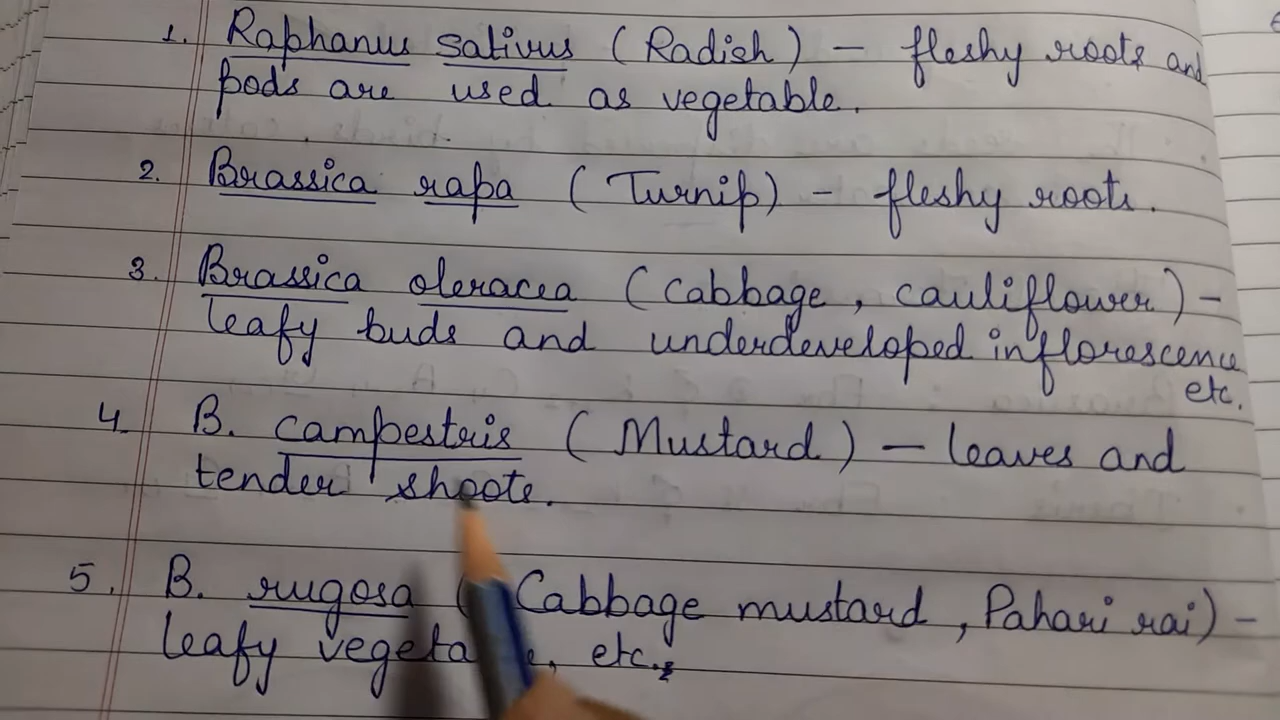 1. Raphanus sativus (Radish) - fleshy roots and
pods are used as vegetable.
2. Brassica rapa (Turnip) - fleshy roots.
3. Brassica oleracea (Cabbage, cauliflower) -
leafy buds and underdeveloped inflorescence
etc.
4. B. campestris (Mustard) - leaves and
tender shoots.
5. B. rugosa ( Cabbage mustard, Pahari rai) -
leafy etc.